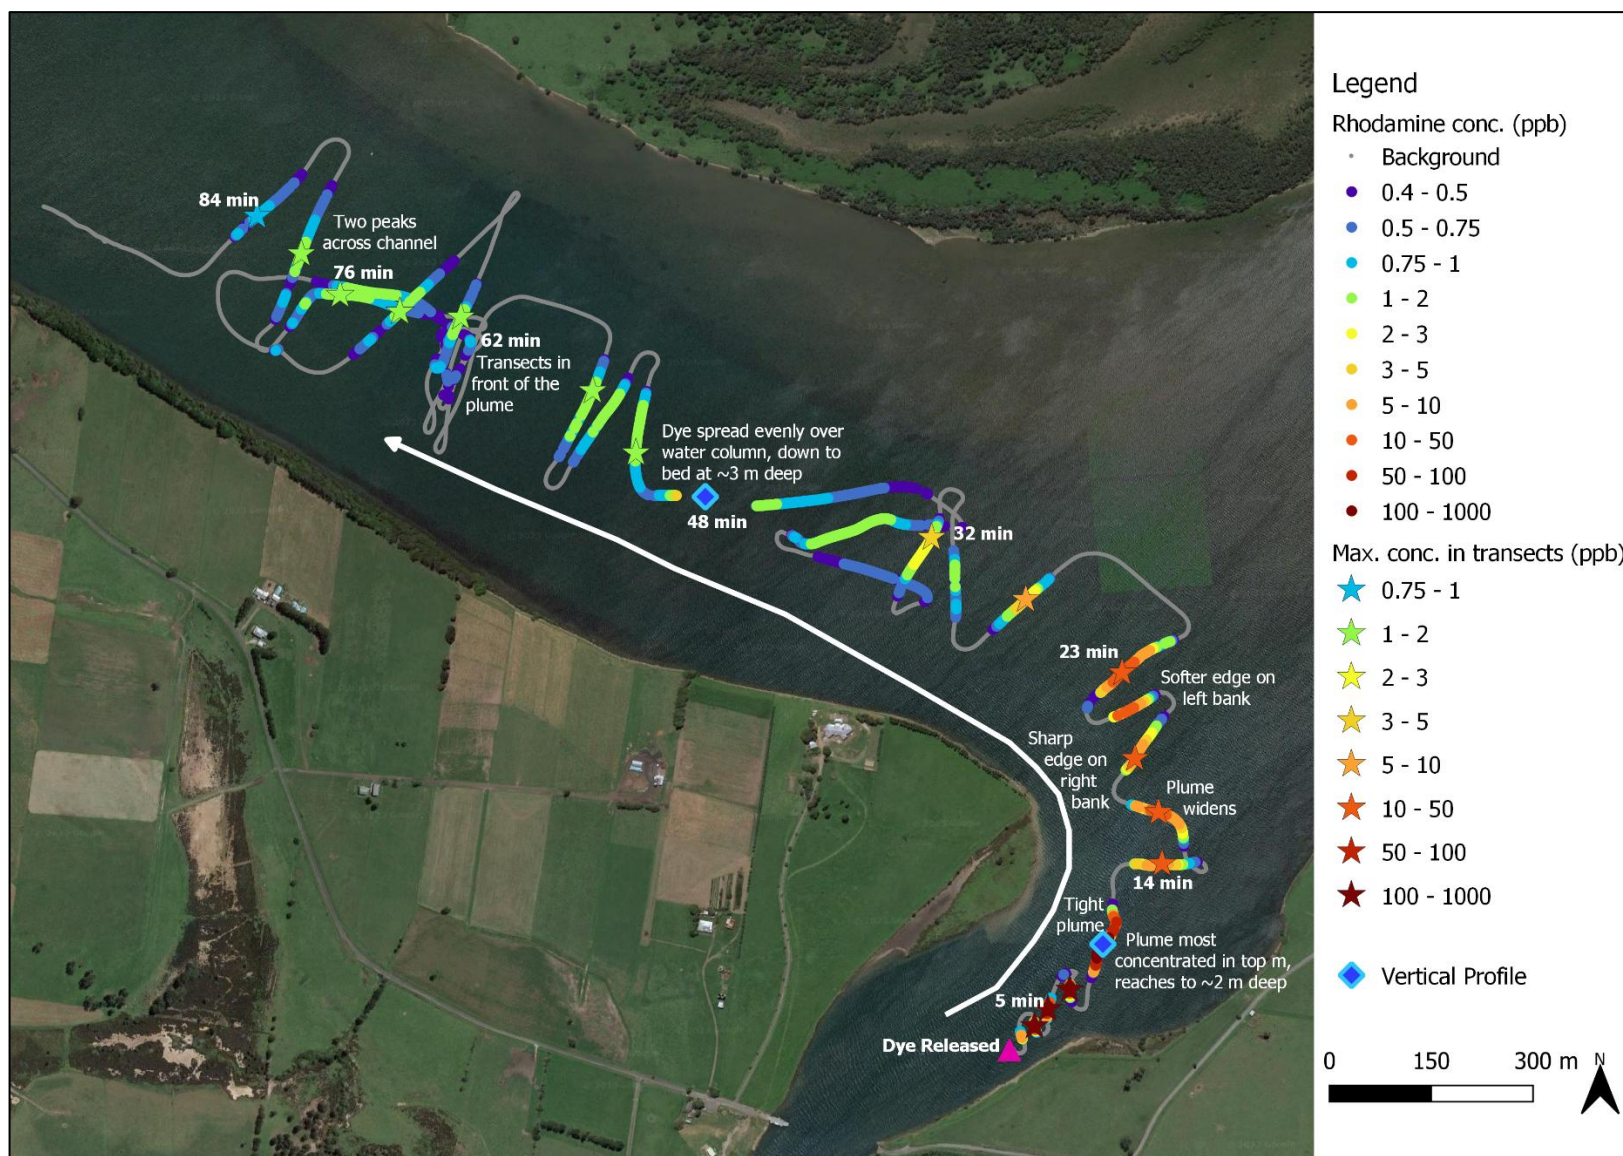 84 min
Two peaks
across channel
76 min
62 min
Transects in
front of the
plume
Dye spread evenly over
water column, down to
bed at ~3 m deep
48 min
32 min
23 min
Softer edge on
left bank
Sharp
edge on
right
bank
Plume
widens
14 min
Tight
plume
Plume most
concentrated in top m,
reaches to ~2 m deep
5 min
Dye Released
Legend
Rhodamine conc. (ppb)
Background
0.4 - 0.5
0.5 - 0.75
0.75 - 1
1 - 2
2 - 3
3 - 5
5 - 10
10 - 50
50 - 100
100 - 1000
Max. conc. in transects (ppb)
0.75 - 1
1 - 2
2 - 3
3 - 5
5 - 10
10 - 50
50 - 100
100 - 1000
Vertical Profile
0 150 300 m
N